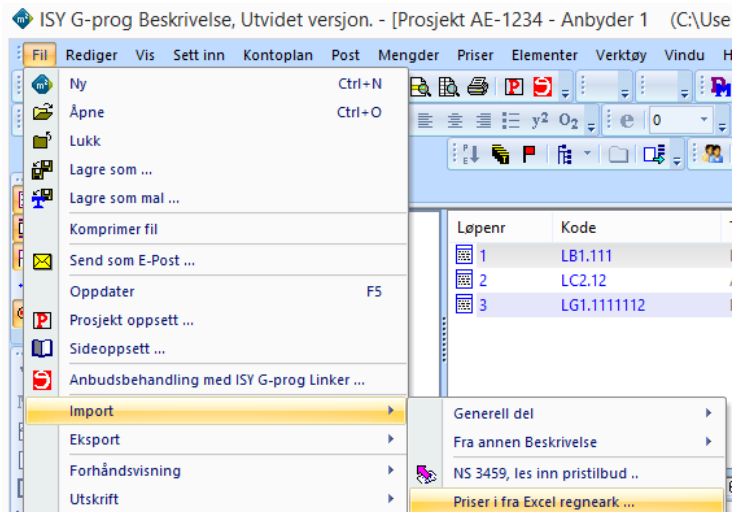 ISY G-prog Beskrivelse, Utvidet versjon. - [Prosjekt AE-1234 - Anbyder 1 (C:\Use
Fil Rediger Vis Sett inn Kontoplan Post Mengder Priser Elementer Verktøy Vindu H
Ny Ctrl+N
Åpne Ctrl+O
Lukk
Lagre som ...
Lagre som mal ...
Komprimer fil
Send som E-Post ...
Oppdater F5
Prosjekt oppsett ...
Sideoppsett ...
Anbudsbehandling med ISY G-prog Linker ...
Import
Eksport
Forhåndsvisning
Utskrift
y² O₂ e 0
Løpenr Kode
1 LB1.111
2 LC2.12
3 LG1.1111112
Generell del
Fra annen Beskrivelse
NS 3459, les inn pristilbud ..
Priser i fra Excel regneark ...